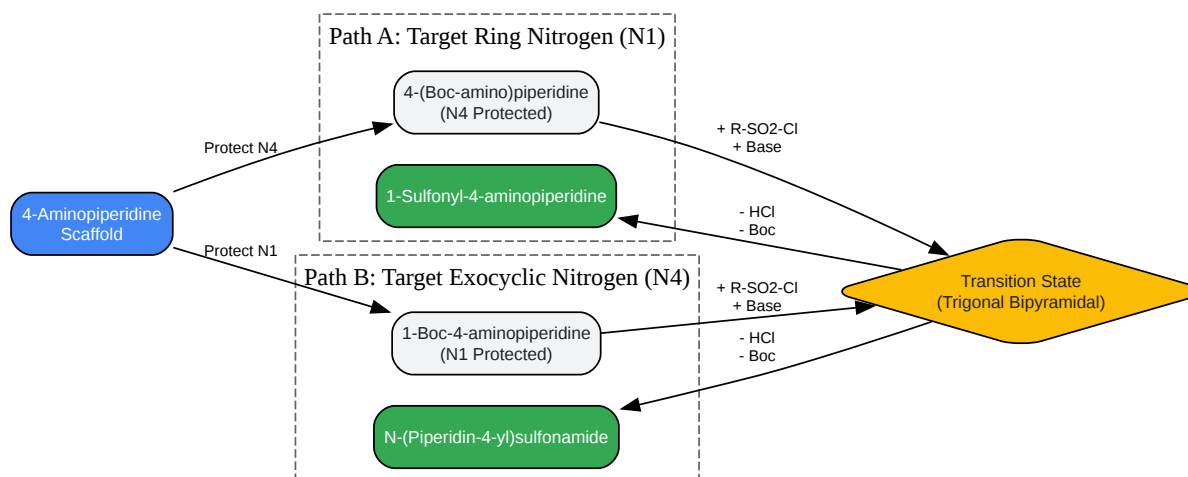 Path A: Target Ring Nitrogen (N1)
4-(Boc-amino)piperidine
(N4 Protected)
+ R-SO2-Cl
+ Base
Protect N4
1-Sulfonyl-4-aminopiperidine
4-Aminopiperidine
Scaffold
- HCl
- Boc
Protect N1
Path B: Target Exocyclic Nitrogen (N4)
Transition State
(Trigonal Bipyramidal)
+ R-SO2-Cl
+ Base
1-Boc-4-aminopiperidine
(N1 Protected)
- HCl
- Boc
N-(Piperidin-4-yl)sulfonamide